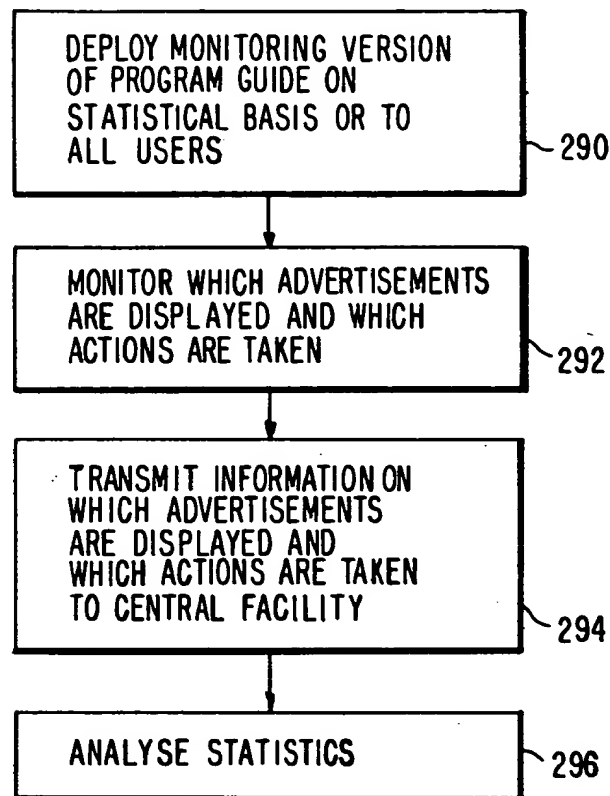 DEPLOY MONITORING VERSION
OF PROGRAM GUIDE ON
STATISTICAL BASIS OR TO
ALL USERS
290
MONITOR WHICH ADVERTISEMENTS
ARE DISPLAYED AND WHICH
ACTIONS ARE TAKEN
292
TRANSMIT INFORMATION ON
WHICH ADVERTISEMENTS
ARE DISPLAYED AND
WHICH ACTIONS ARE TAKEN
TO CENTRAL FACILITY
294
ANALYSE STATISTICS
296